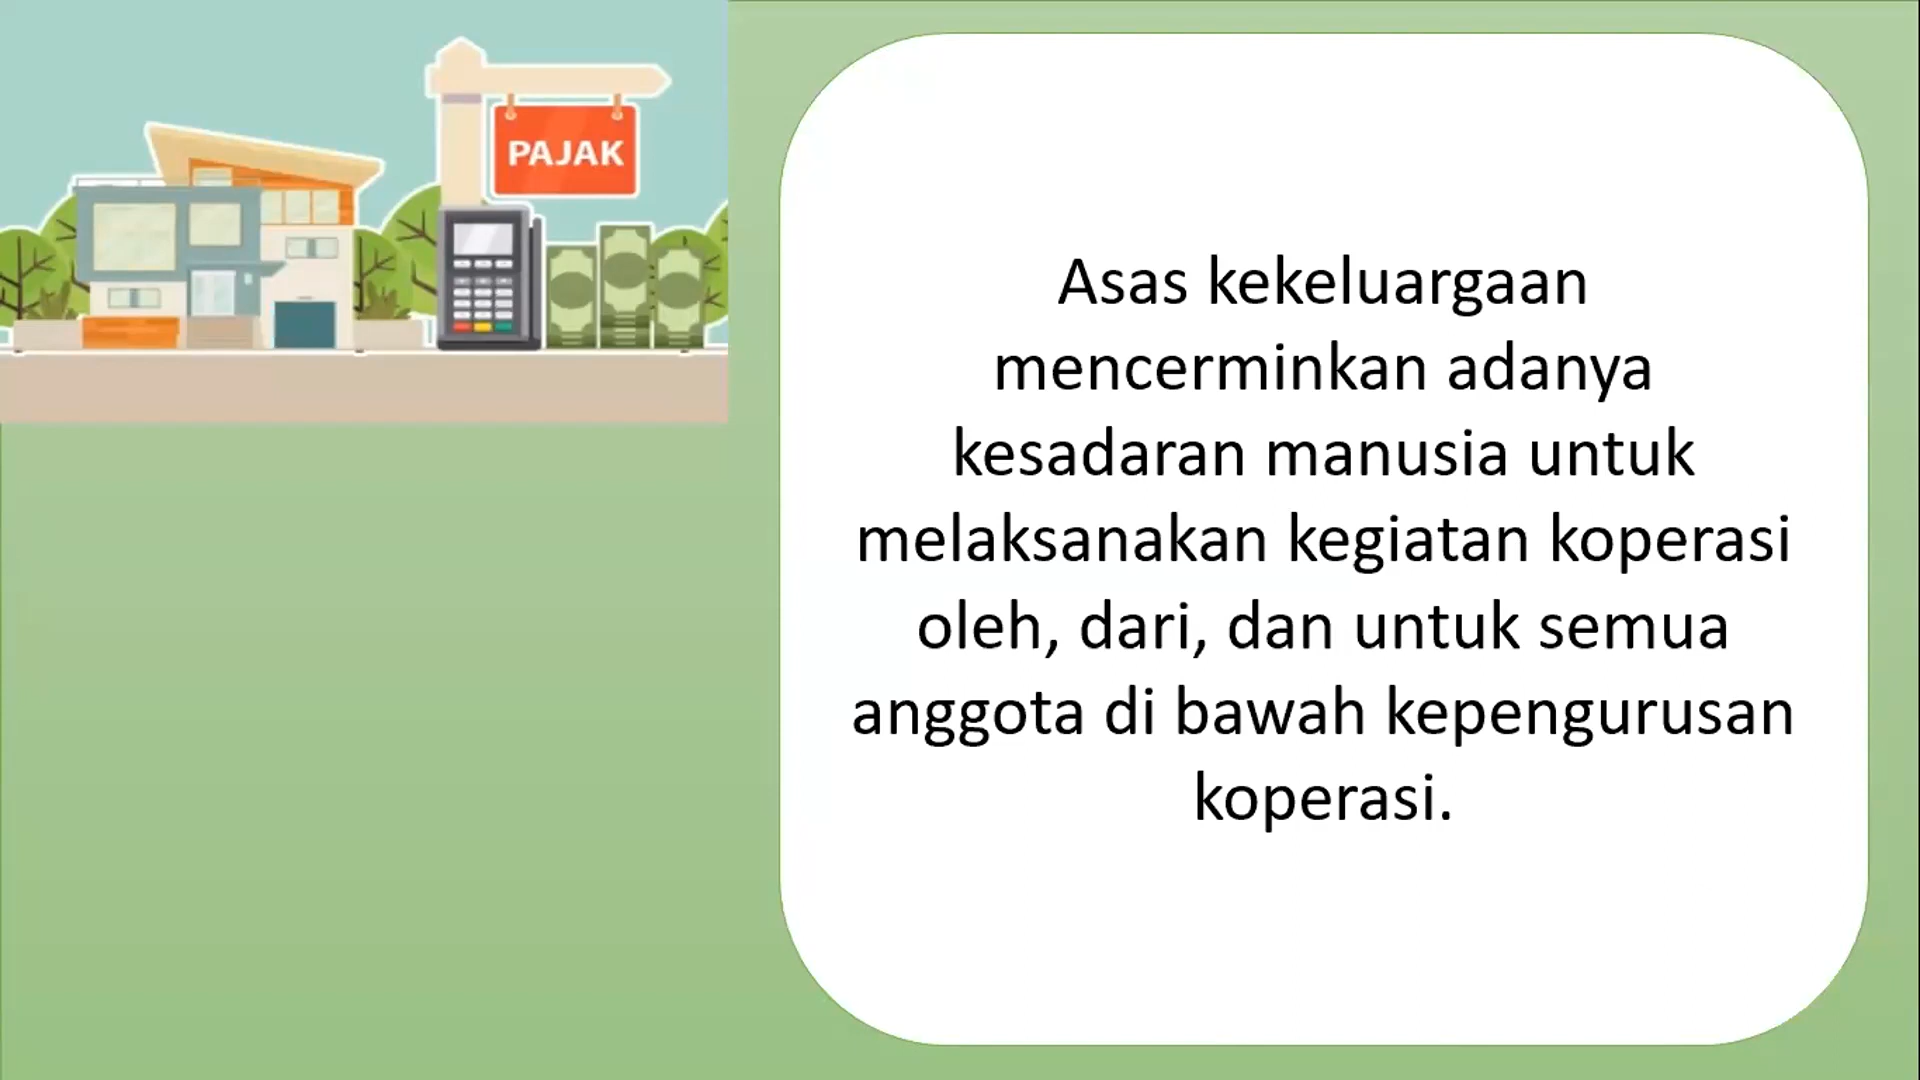 PAJAK
Asas kekeluargaan
mencerminkan adanya
kesadaran manusia untuk
melaksanakan kegiatan koperasi
oleh, dari, dan untuk semua
anggota di bawah kepengurusan
koperasi.